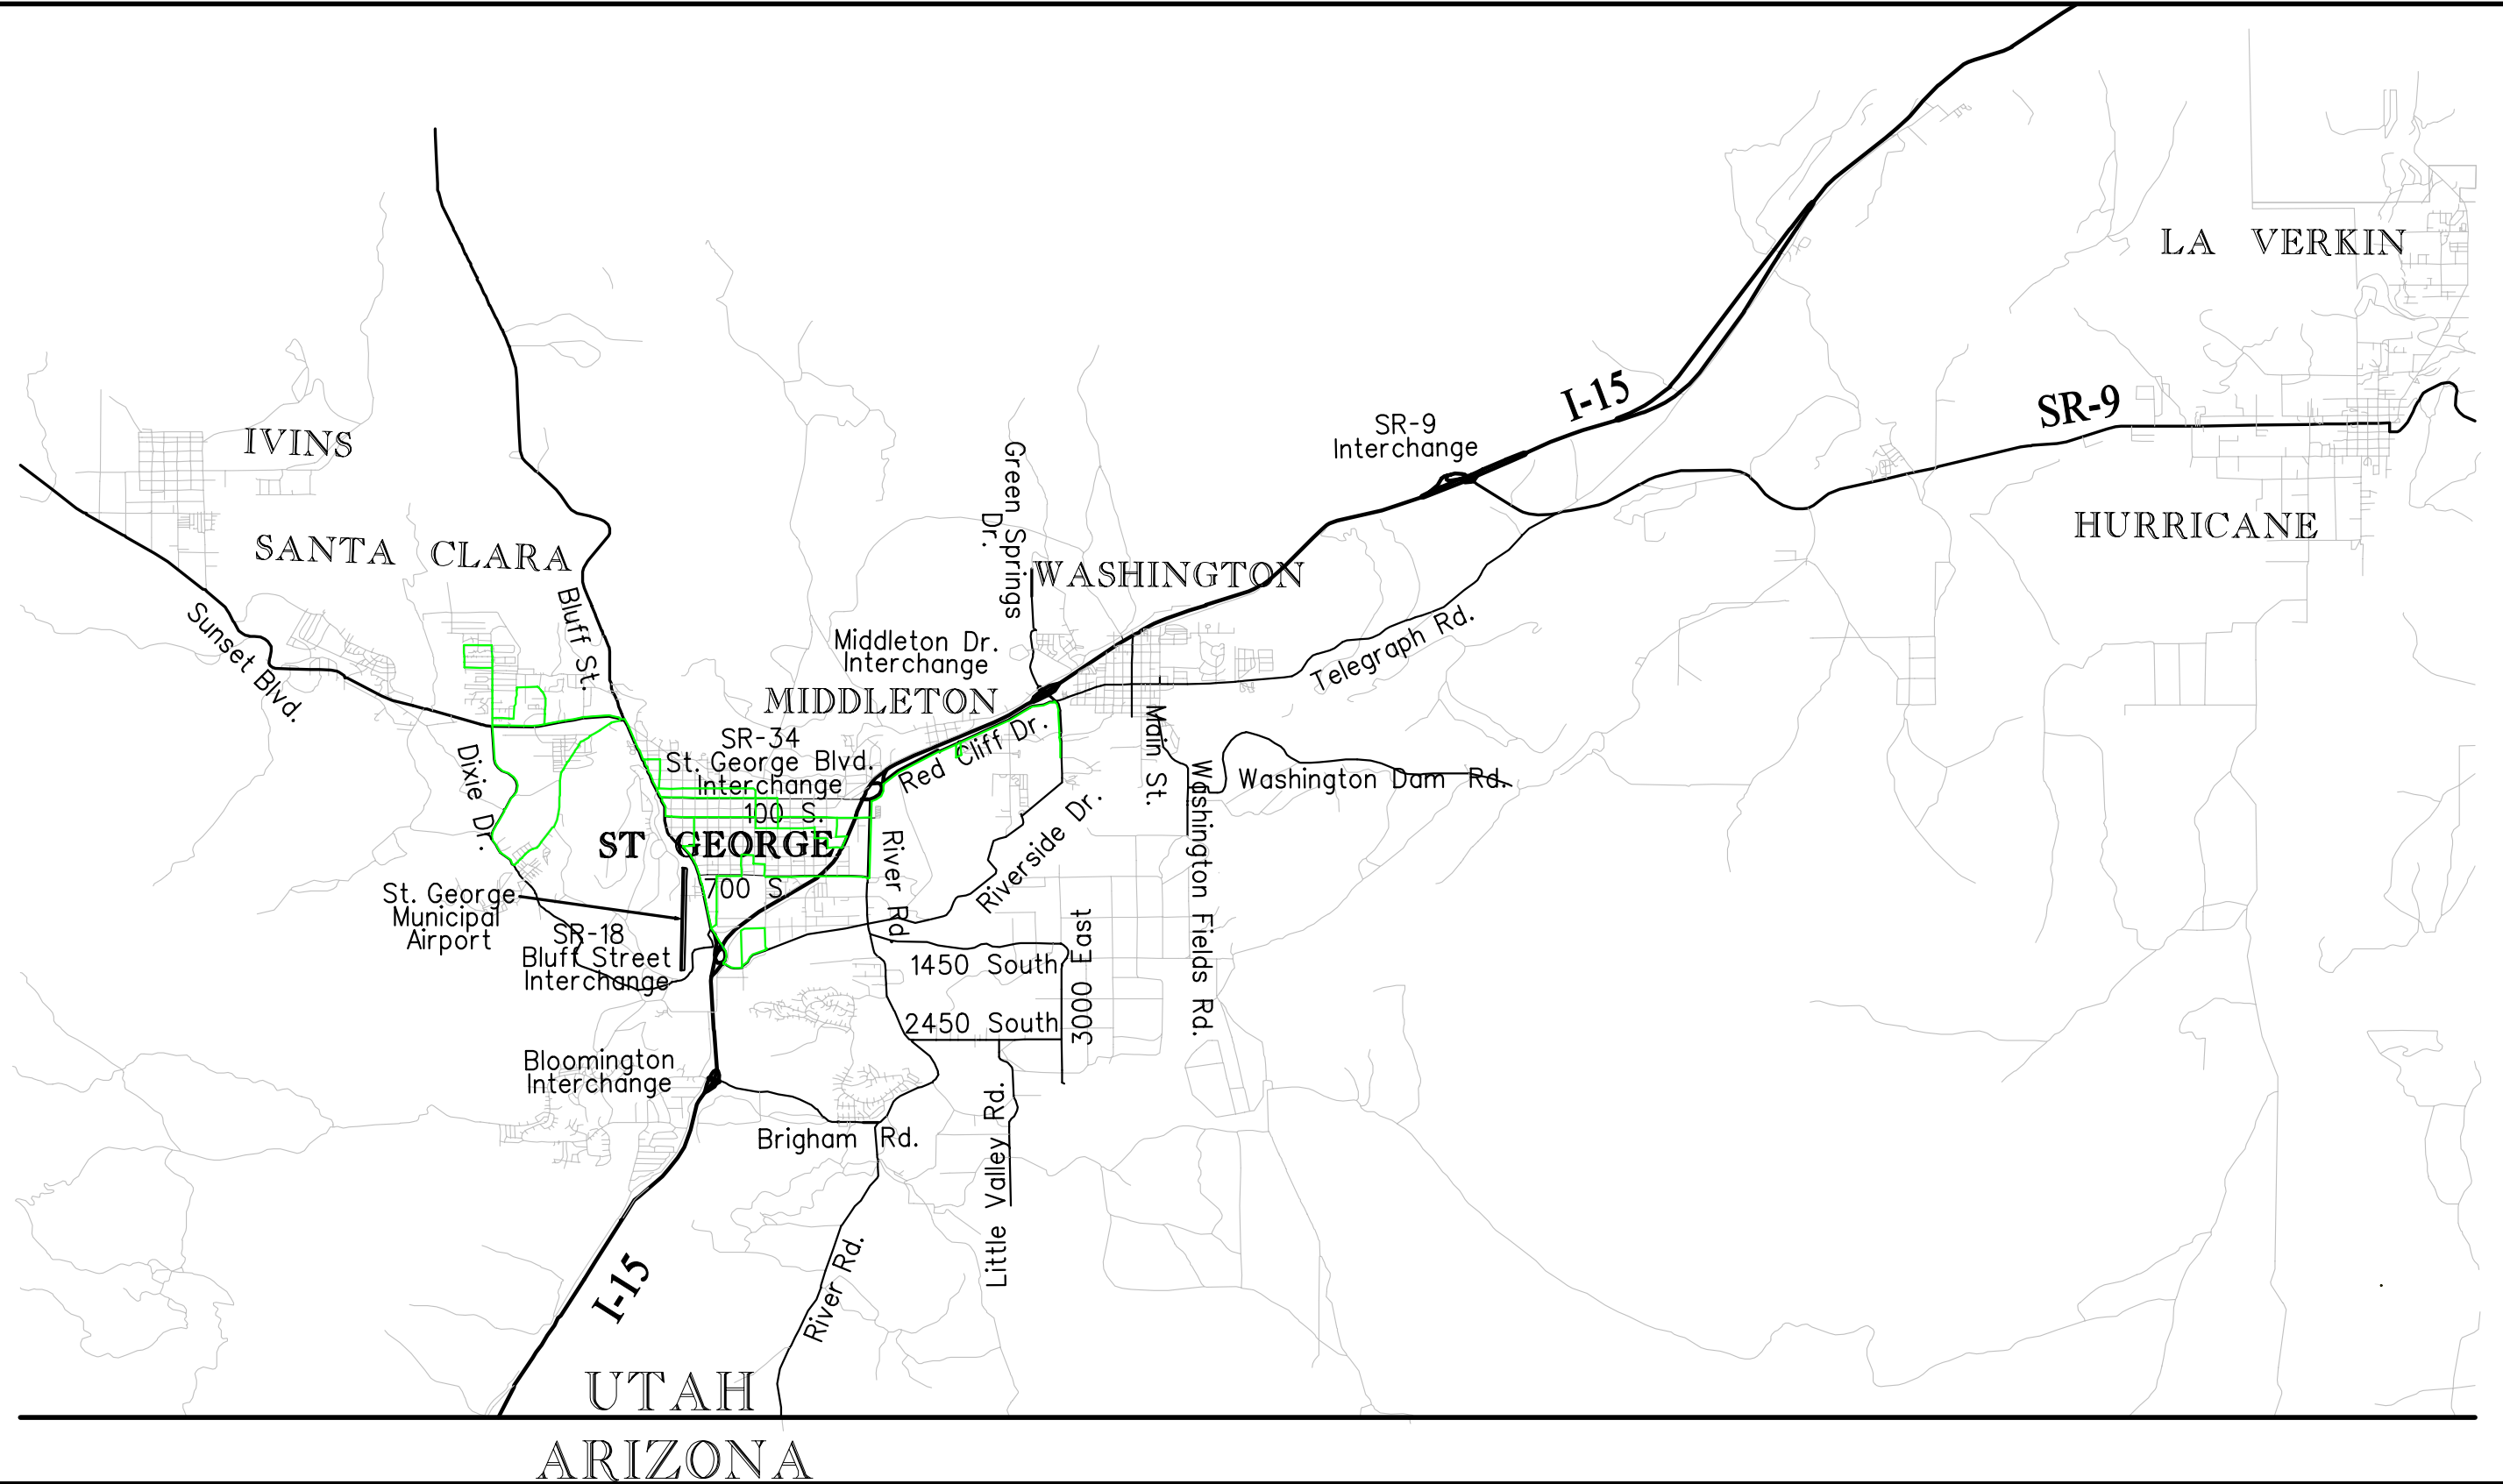 LA VERKIN
I-15
SR-9
SR-9
Interchange
IVINS
Green Springs
Dr.
HURRICANE
SANTA CLARA
WASHINGTON
Bluff St.
Sunset Blvd.
Telegraph Rd.
Middleton Dr.
Interchange
MIDDLETON
Red Cliff Dr.
Main St.
SR-34
St. George Blvd.
Interchange
Dixie Dr.
Washington Dam Rd.
100 S.
ST GEORGE
River Rd.
Riverside Dr.
Washington Fields Rd.
700 S.
St. George
Municipal
Airport
SR-18
Bluff Street
Interchange
1450 South
3000 East
2450 South
Bloomington
Interchange
Little Valley Rd.
Brigham Rd.
I-15
River Rd.
UTAH
ARIZONA